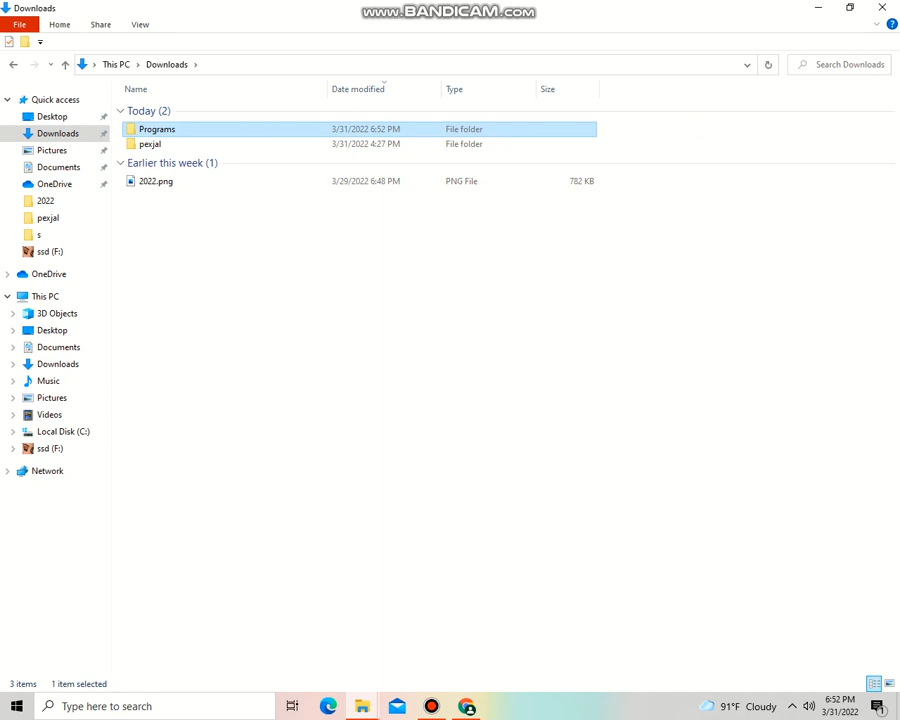 Downloads
www.BANDICAM.com
File Home Share View
This PC > Downloads >
Search Downloads
Name Date modified Type Size
Quick access
Desktop
Downloads
Pictures
Documents
OneDrive
2022
pexjal
s
ssd (F:)
OneDrive
This PC
3D Objects
Desktop
Documents
Downloads
Music
Pictures
Videos
Local Disk (C:)
ssd (F:)
Network
Today (2)
Programs 3/31/2022 6:52 PM File folder
pexjal 3/31/2022 4:27 PM File folder
Earlier this week (1)
2022.png 3/29/2022 6:48 PM PNG File 782 KB
3 items 1 item selected
Type here to search
91°F Cloudy
6:52 PM
3/31/2022
1